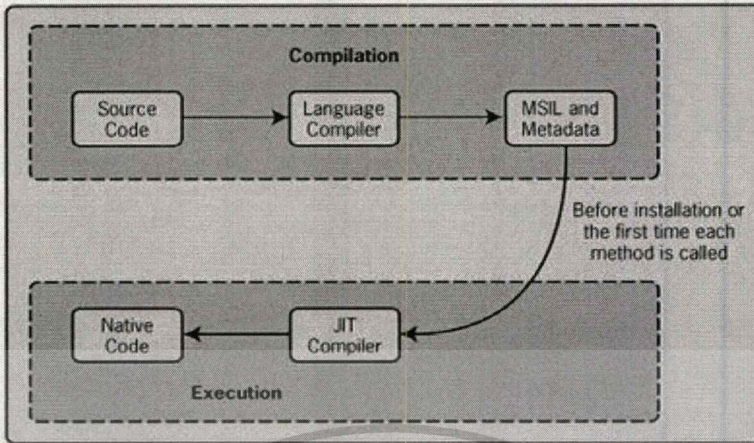 Compilation
Source
Code
Language
Compiler
MSIL and
Metadata
Before installation or
the first time each
method is called
Native
Code
JIT
Compiler
Execution